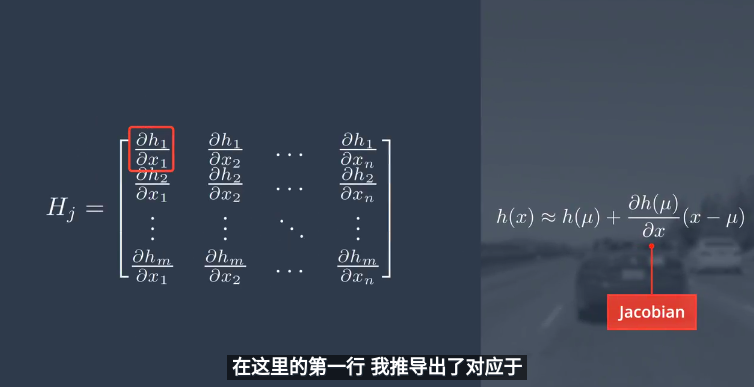 H_j = \begin{bmatrix} \frac{\partial h_1}{\partial x_1} & \frac{\partial h_1}{\partial x_2} & \cdots & \frac{\partial h_1}{\partial x_n} \\ \frac{\partial h_2}{\partial x_1} & \frac{\partial h_2}{\partial x_2} & \cdots & \frac{\partial h_2}{\partial x_n} \\ \vdots & \vdots & \ddots & \vdots \\ \frac{\partial h_m}{\partial x_1} & \frac{\partial h_m}{\partial x_2} & \cdots & \frac{\partial h_m}{\partial x_n} \end{bmatrix}
h(x) \approx h(\mu) + \frac{\partial h(\mu)}{\partial x}(x - \mu)
Jacobian
在这里的第一行 我推导出了对应于